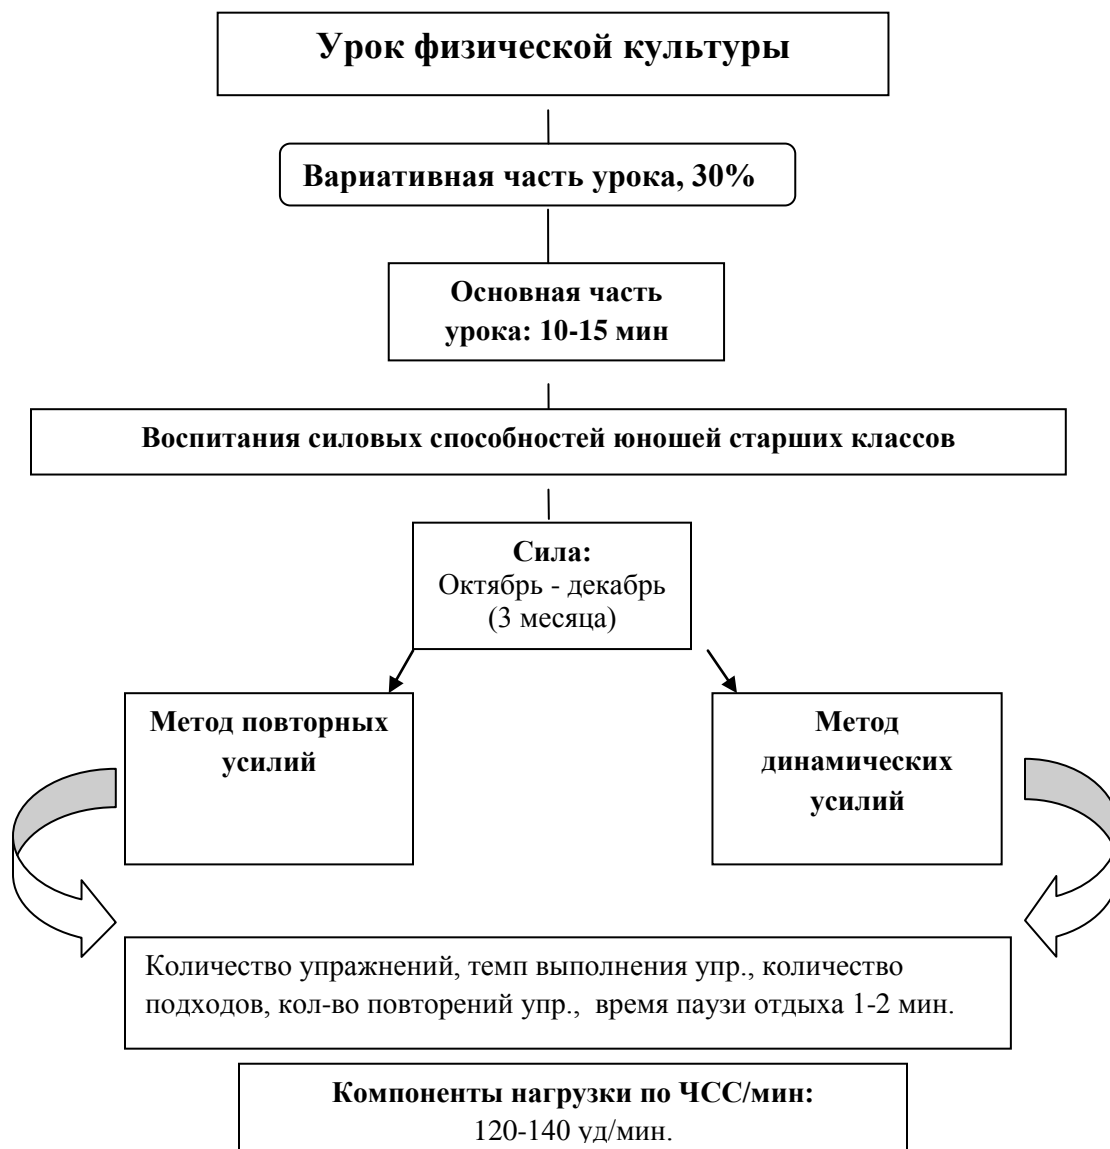 Урок физической культуры
Вариативная часть урока, 30%
Основная часть
урока: 10-15 мин
Воспитания силовых способностей юношей старших классов
Сила:
Октябрь - декабрь
(3 месяца)
Метод повторных
усилий
Метод
динамических
усилий
Количество упражнений, темп выполнения упр., количество
подходов, кол-во повторений упр., время паузи отдыха 1-2 мин.
Компоненты нагрузки по ЧСС/мин:
120-140 уд/мин.